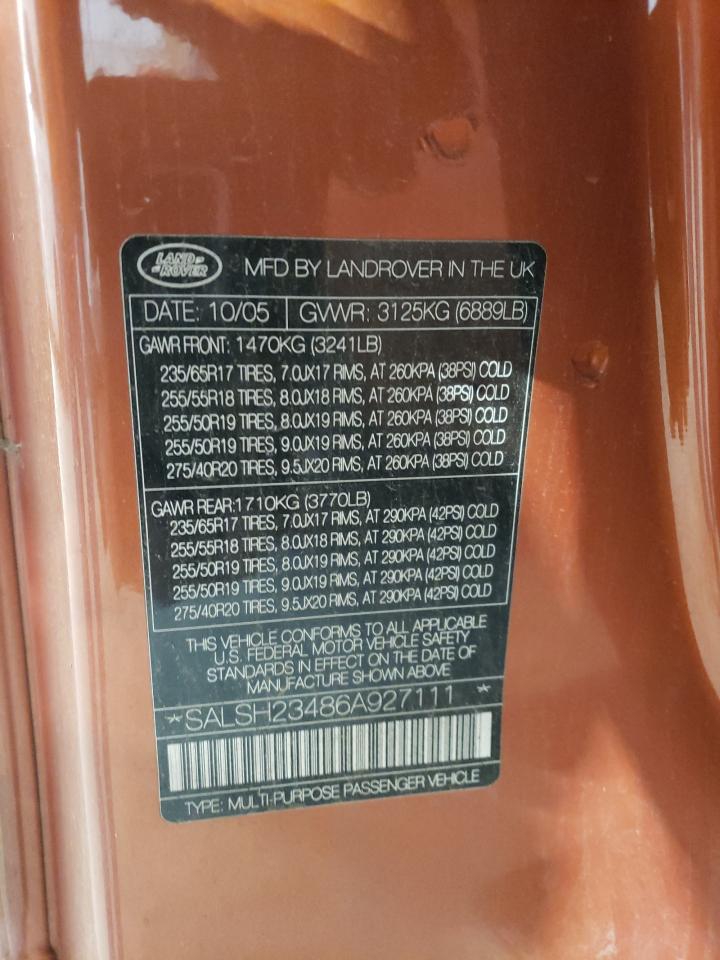 LAND-
-ROVER
MFD BY LANDROVER IN THE UK
DATE: 10/05 GVWR: 3125KG (6889LB)
GAWR FRONT: 1470KG (3241LB)
235/65R17 TIRES, 7.0JX17 RIMS, AT 260KPA (38PSI) COLD
255/55R18 TIRES, 8.0JX18 RIMS, AT 260KPA (38PSI) COLD
255/50R19 TIRES, 8.0JX19 RIMS, AT 260KPA (38PSI) COLD
255/50R19 TIRES, 9.0JX19 RIMS, AT 260KPA (38PSI) COLD
275/40R20 TIRES, 9.5JX20 RIMS, AT 260KPA (38PSI) COLD
GAWR REAR: 1710KG (3770LB)
235/65R17 TIRES, 7.0JX17 RIMS, AT 290KPA (42PSI) COLD
255/55R18 TIRES, 8.0JX18 RIMS, AT 290KPA (42PSI) COLD
255/50R19 TIRES, 8.0JX19 RIMS, AT 290KPA (42PSI) COLD
255/50R19 TIRES, 9.0JX19 RIMS, AT 290KPA (42PSI) COLD
275/40R20 TIRES, 9.5JX20 RIMS, AT 290KPA (42PSI) COLD
THIS VEHICLE CONFORMS TO ALL APPLICABLE
U.S. FEDERAL MOTOR VEHICLE SAFETY
STANDARDS IN EFFECT ON THE DATE OF
MANUFACTURE SHOWN ABOVE
* SALSH23486A927111 *
TYPE: MULTI-PURPOSE PASSENGER VEHICLE